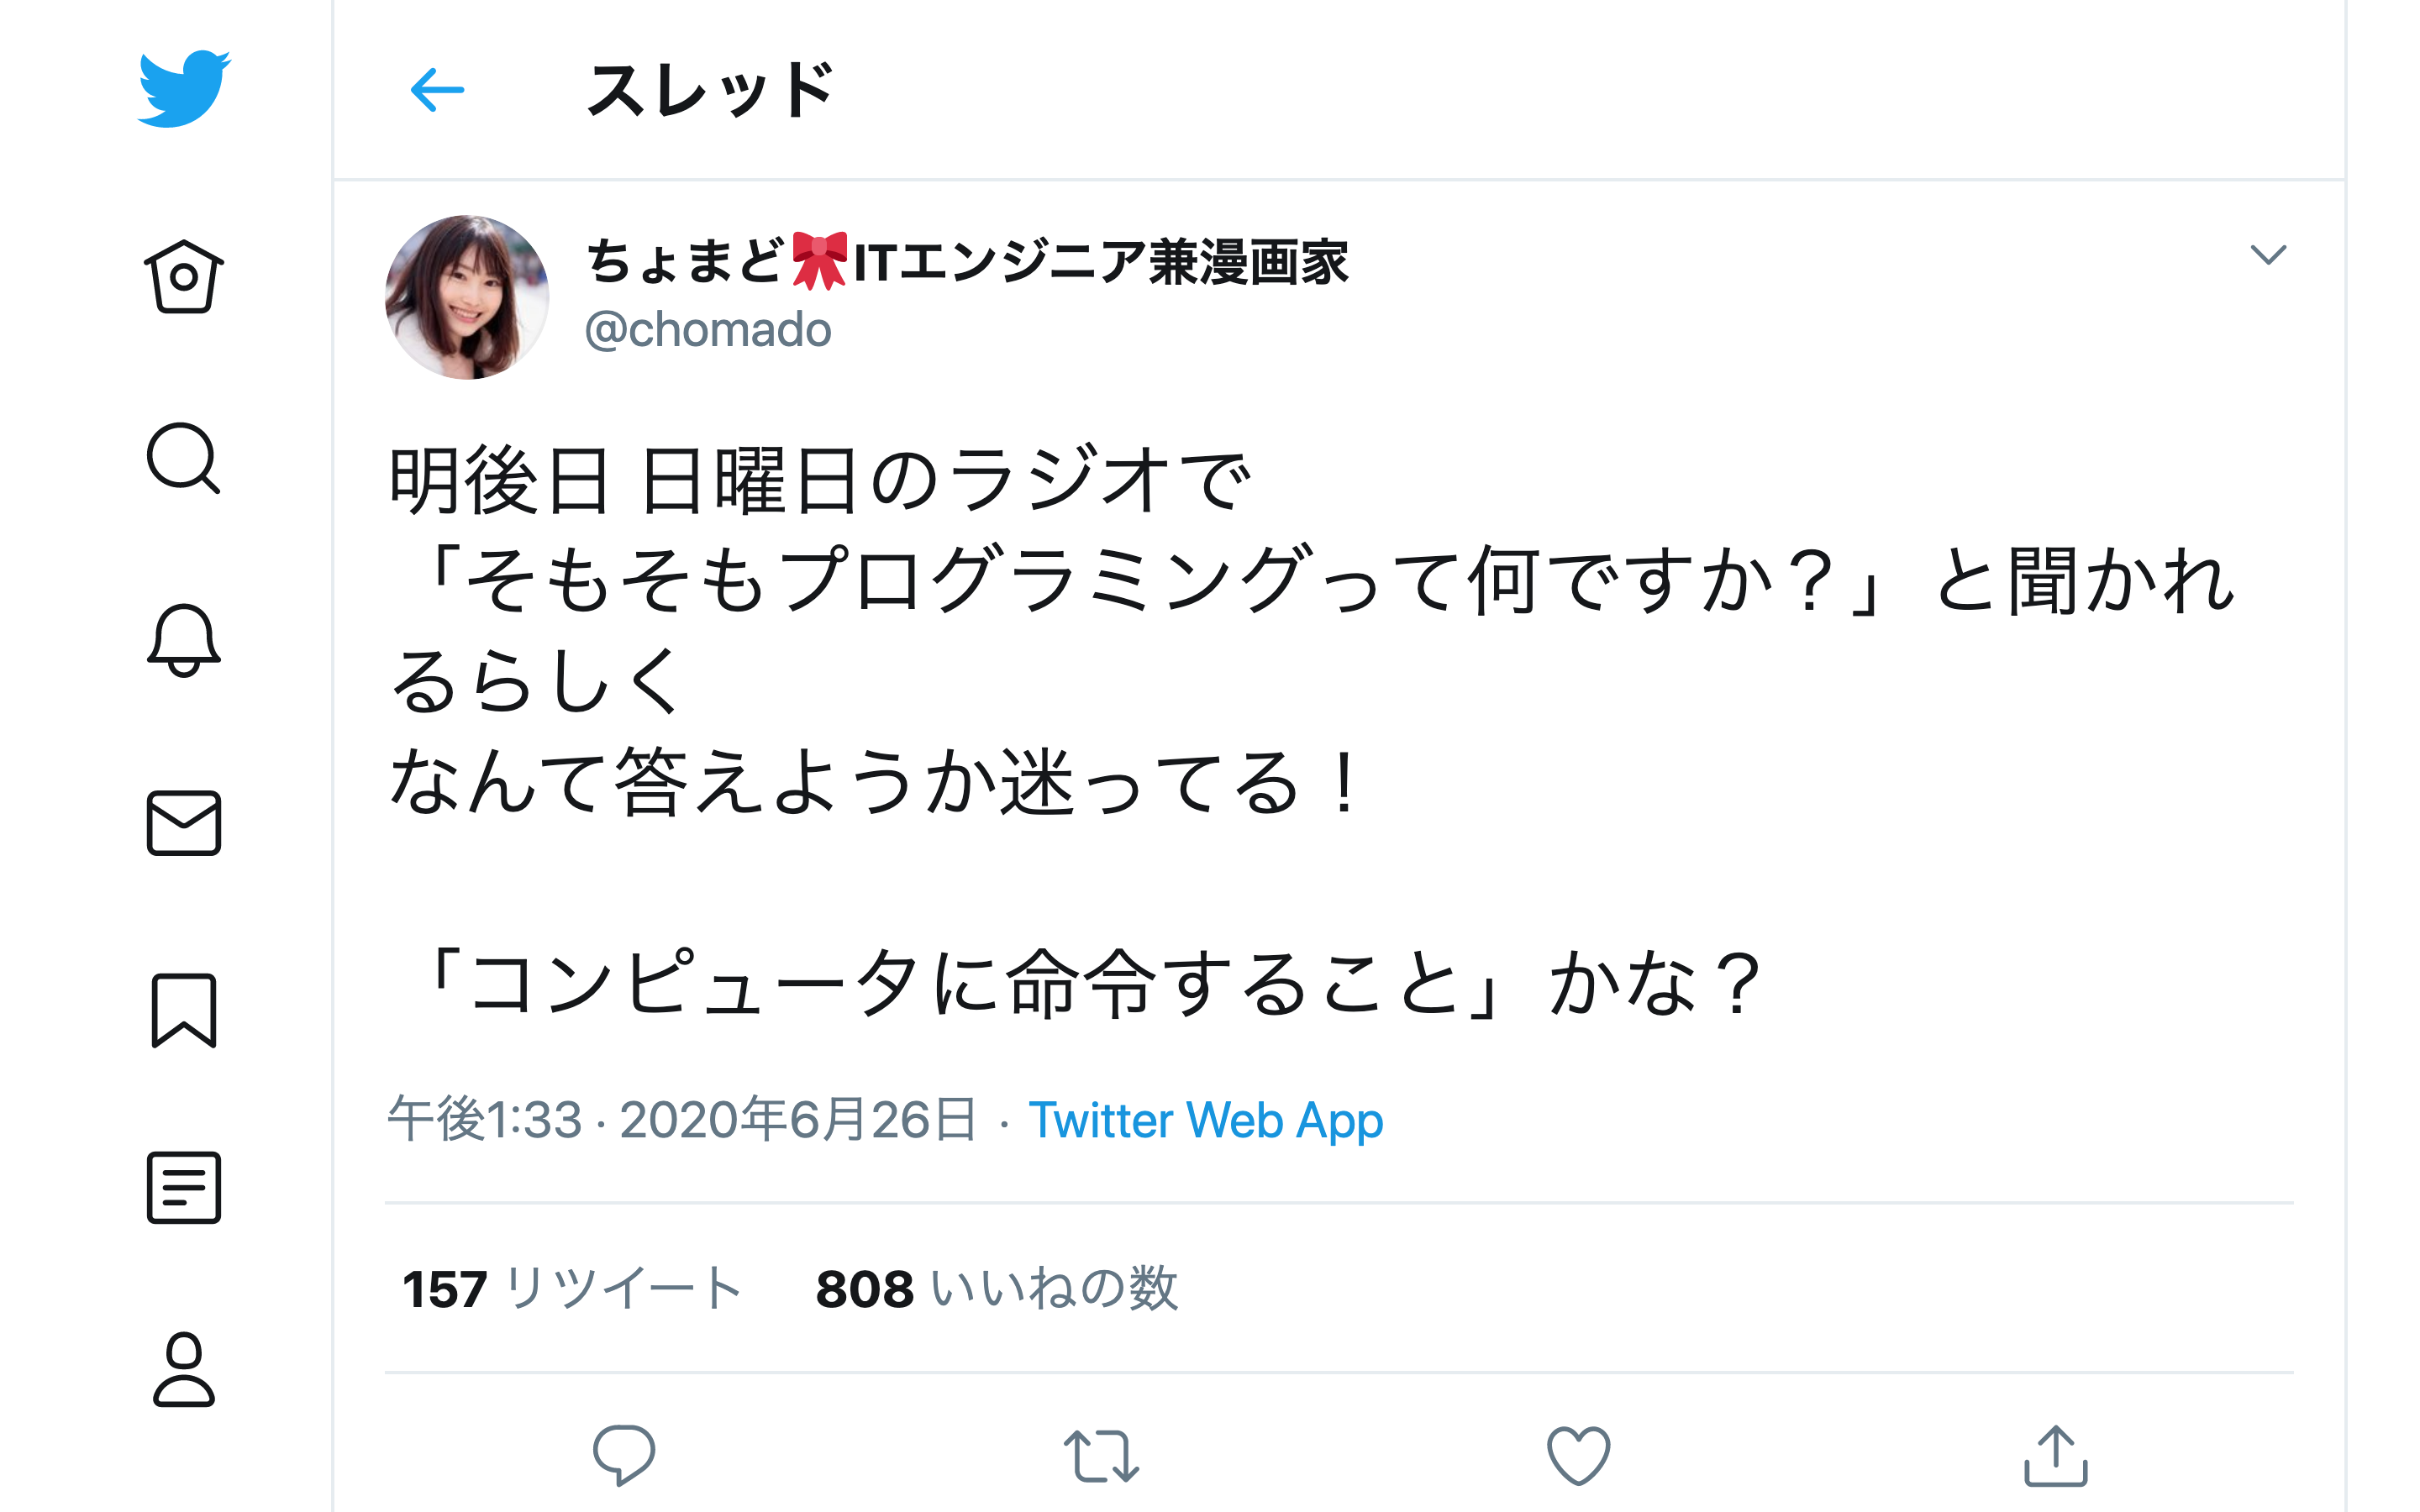 スレッド
ちょまど🎀ITエンジニア兼漫画家
@chomado
明後日 日曜日のラジオで
「そもそもプログラミングって何ですか？」と聞かれ
るらしく
なんて答えようか迷ってる！
「コンピュータに命令すること」かな？
午後1:33 · 2020年6月26日 · Twitter Web App
157 リツイート 808 いいねの数